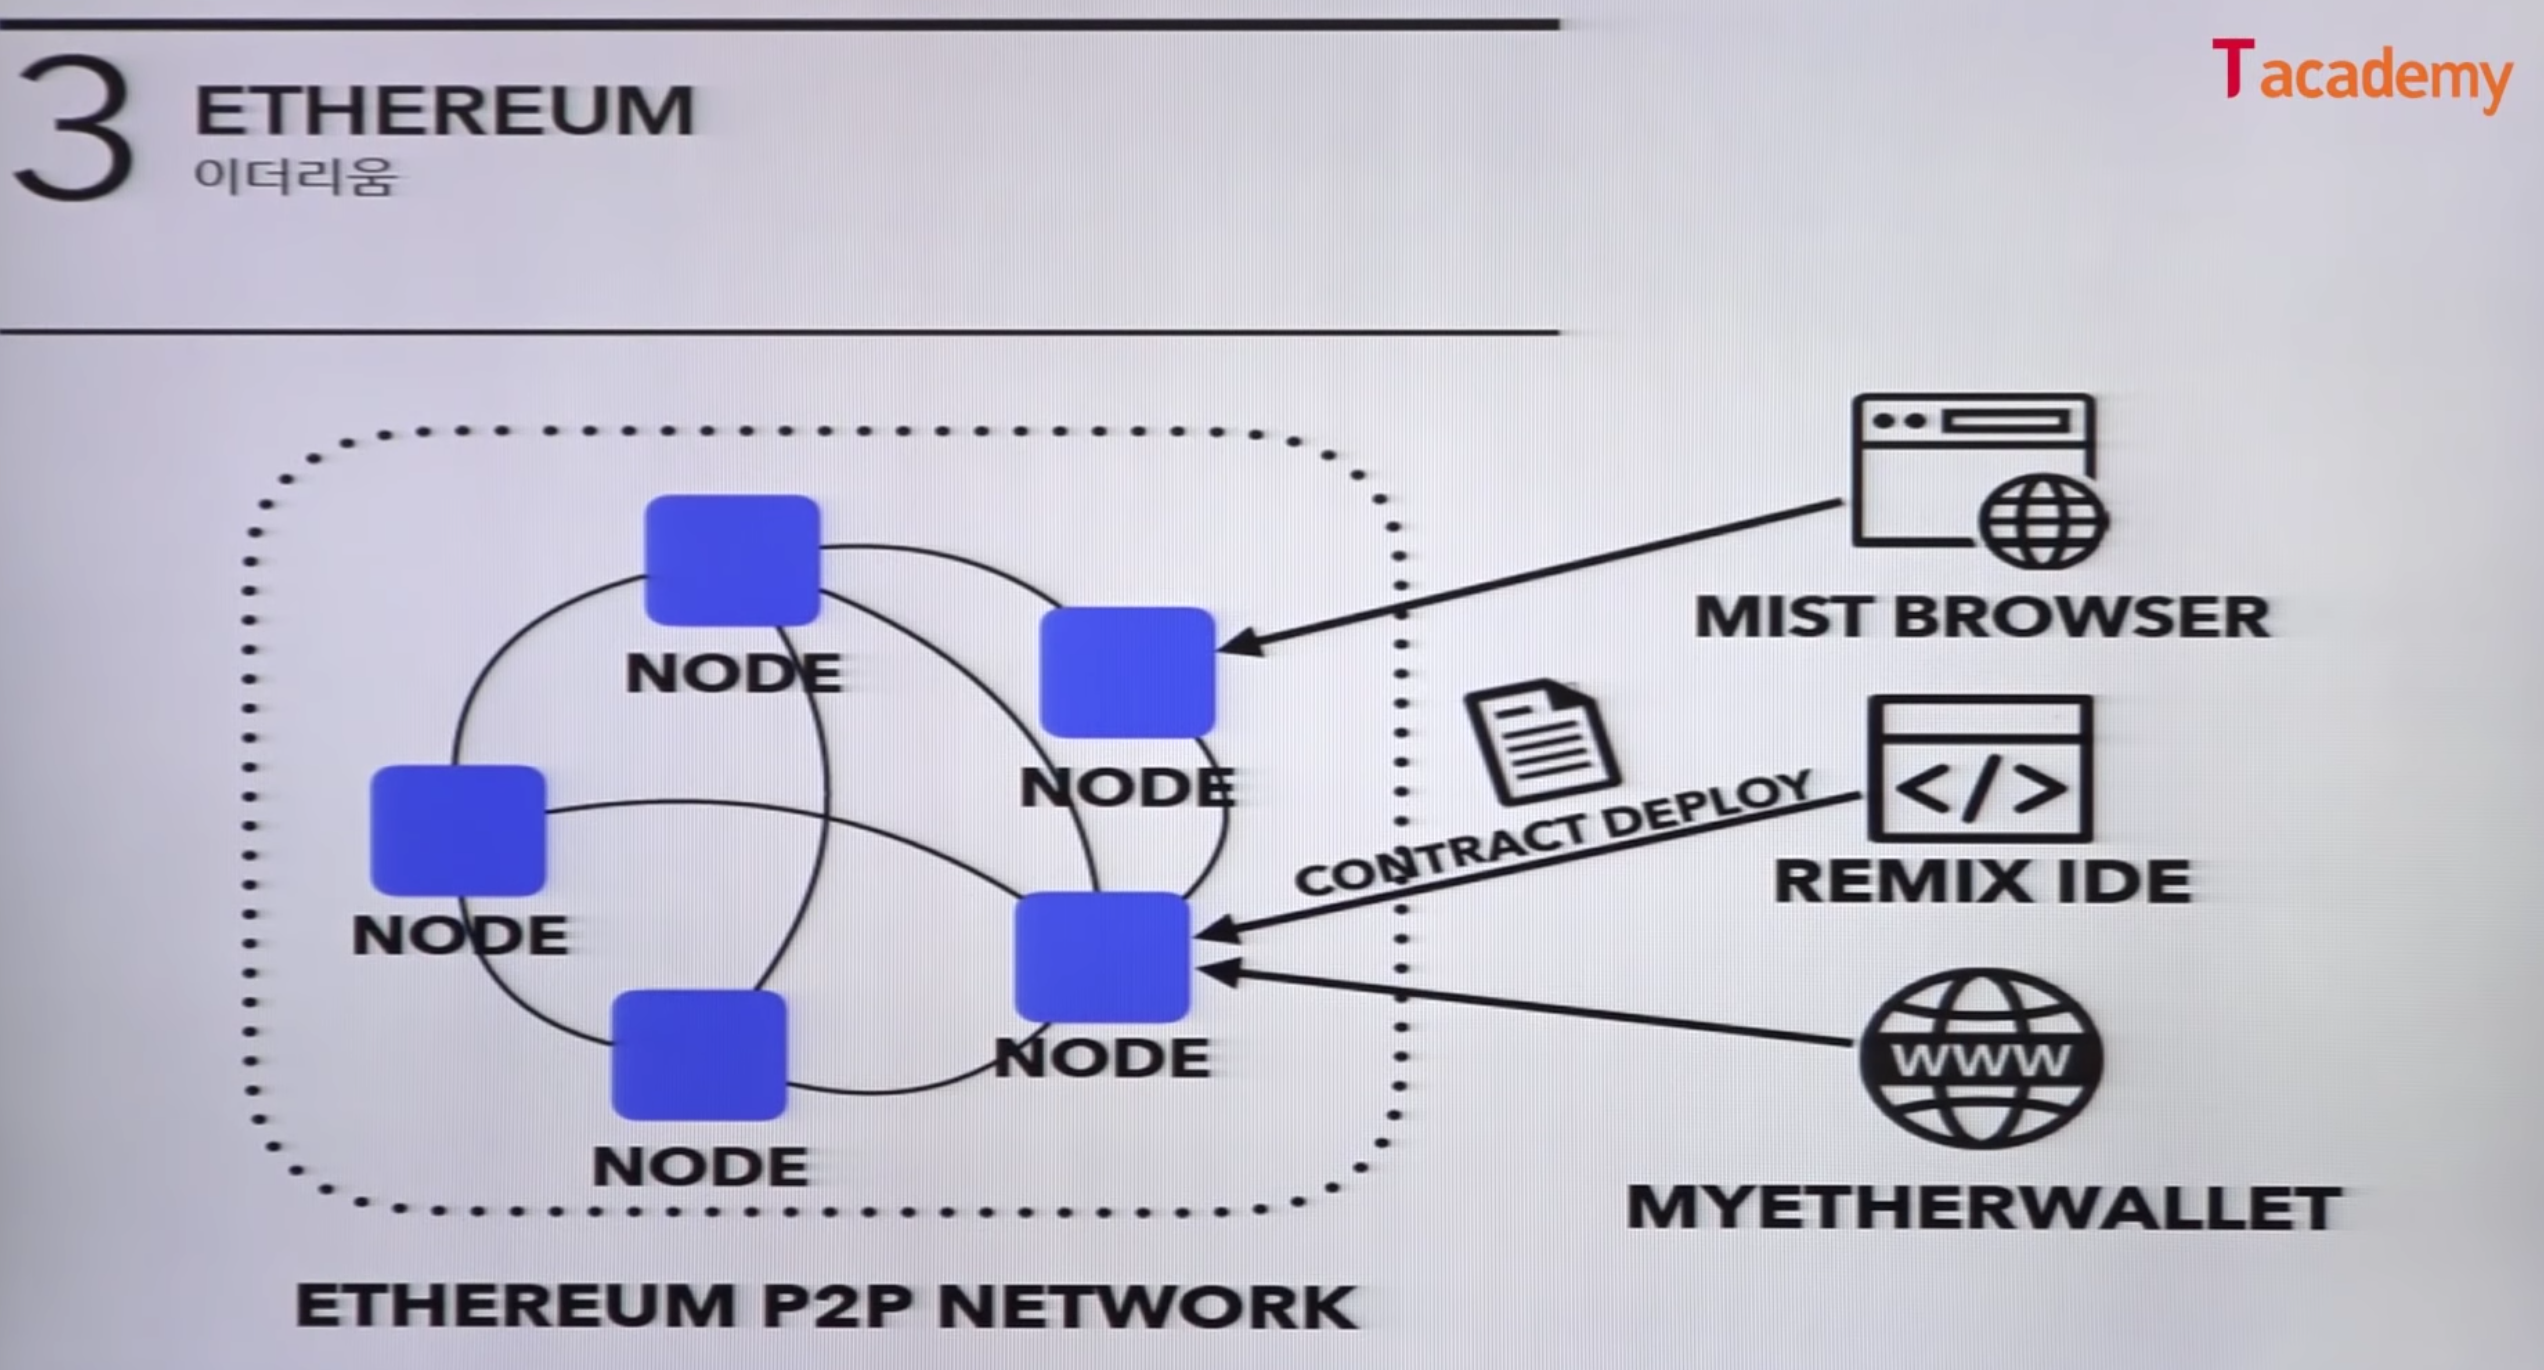 3
ETHEREUM
이더리움
T academy
NODE
NODE
NODE
NODE
NODE
ETHEREUM P2P NETWORK
MIST BROWSER
CONTRACT DEPLOY
</>
REMIX IDE
WWW
MYETHERWALLET